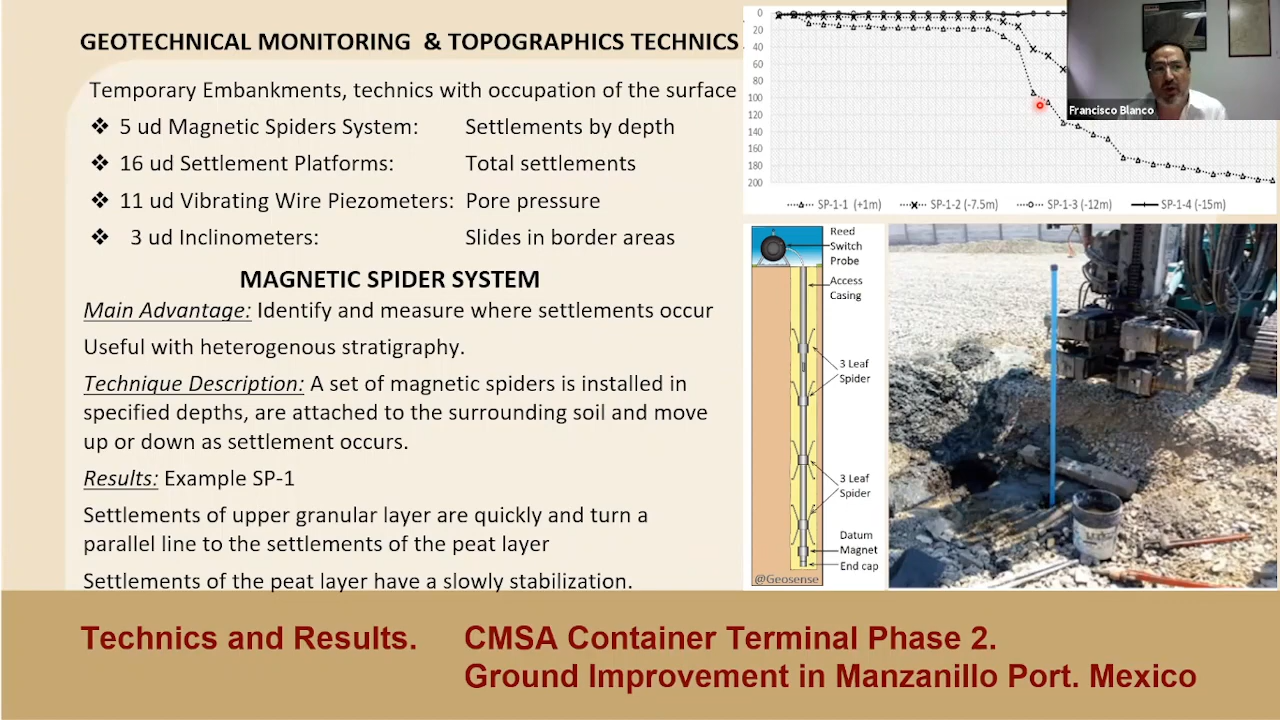 GEOTECHNICAL MONITORING & TOPOGRAPHICS TECHNICS
Temporary Embankments, technics with occupation of the surface
❖ 5 ud Magnetic Spiders System: Settlements by depth
❖ 16 ud Settlement Platforms: Total settlements
❖ 11 ud Vibrating Wire Piezometers: Pore pressure
❖ 3 ud Inclinometers: Slides in border areas
MAGNETIC SPIDER SYSTEM
Main Advantage: Identify and measure where settlements occur
Useful with heterogenous stratigraphy.
Technique Description: A set of magnetic spiders is installed in
specified depths, are attached to the surrounding soil and move
up or down as settlement occurs.
Results: Example SP-1
Settlements of upper granular layer are quickly and turn a
parallel line to the settlements of the peat layer
Settlements of the peat layer have a slowly stabilization.
0
20
40
60
80
100
120
140
160
180
200
Francisco Blanco
SP-1-1 (+1m) SP-1-2 (-7.5m) SP-1-3 (-12m) SP-1-4 (-15m)
Reed
Switch
Probe
Access
Casing
3 Leaf
Spider
3 Leaf
Spider
Datum
Magnet
End cap
@Geosense
Technics and Results. CMSA Container Terminal Phase 2.
Ground Improvement in Manzanillo Port. Mexico